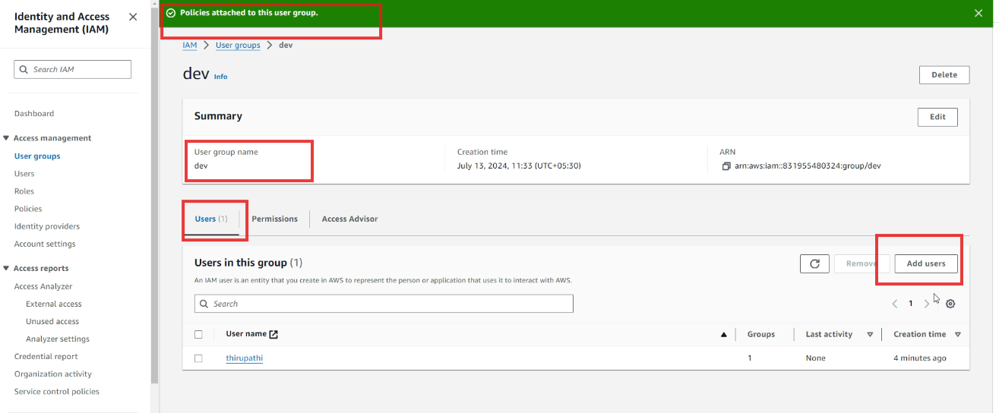 Identity and Access
Management (IAM)
Search IAM
Dashboard
Access management
User groups
Users
Roles
Policies
Identity providers
Account settings
Access reports
Access Analyzer
External access
Unused access
Analyzer settings
Credential report
Organization activity
Service control policies
Policies attached to this user group.
IAM > User groups > dev
dev Info
Delete
Summary
Edit
User group name
dev
Creation time
July 13, 2024, 11:33 (UTC+05:30)
ARN
arn:aws:iam::831955480324:group/dev
Users (1)
Permissions
Access Advisor
Users in this group (1)
Remove
Add users
An IAM user is an entity that you create in AWS to represent the person or application that uses it to interact with AWS.
Search
1
User name Groups Last activity Creation time
thirupathi 1 None 4 minutes ago